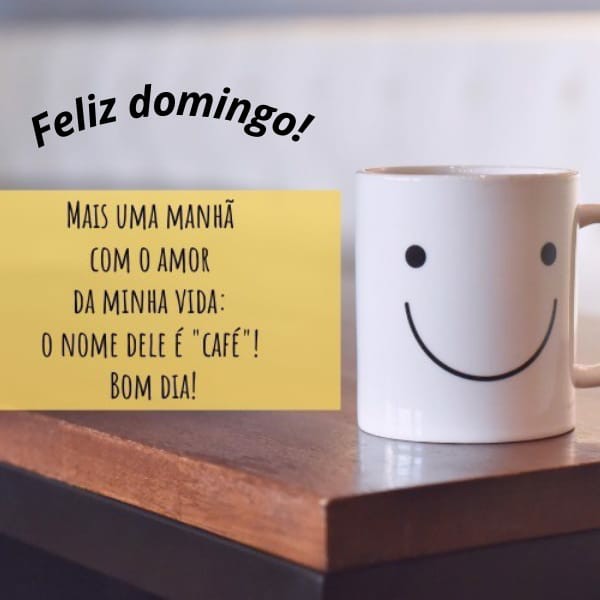 Feliz domingo!
Mais uma manhã
com o amor
da minha vida:
o nome dele é "café"!
Bom dia!